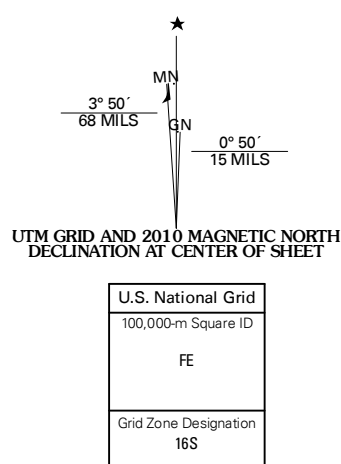 MN
3° 50´
68 MILS
GN
0° 50´
15 MILS
UTM GRID AND 2010 MAGNETIC NORTH
DECLINATION AT CENTER OF SHEET
U.S. National Grid
100,000-m Square ID
FE
Grid Zone Designation
16S